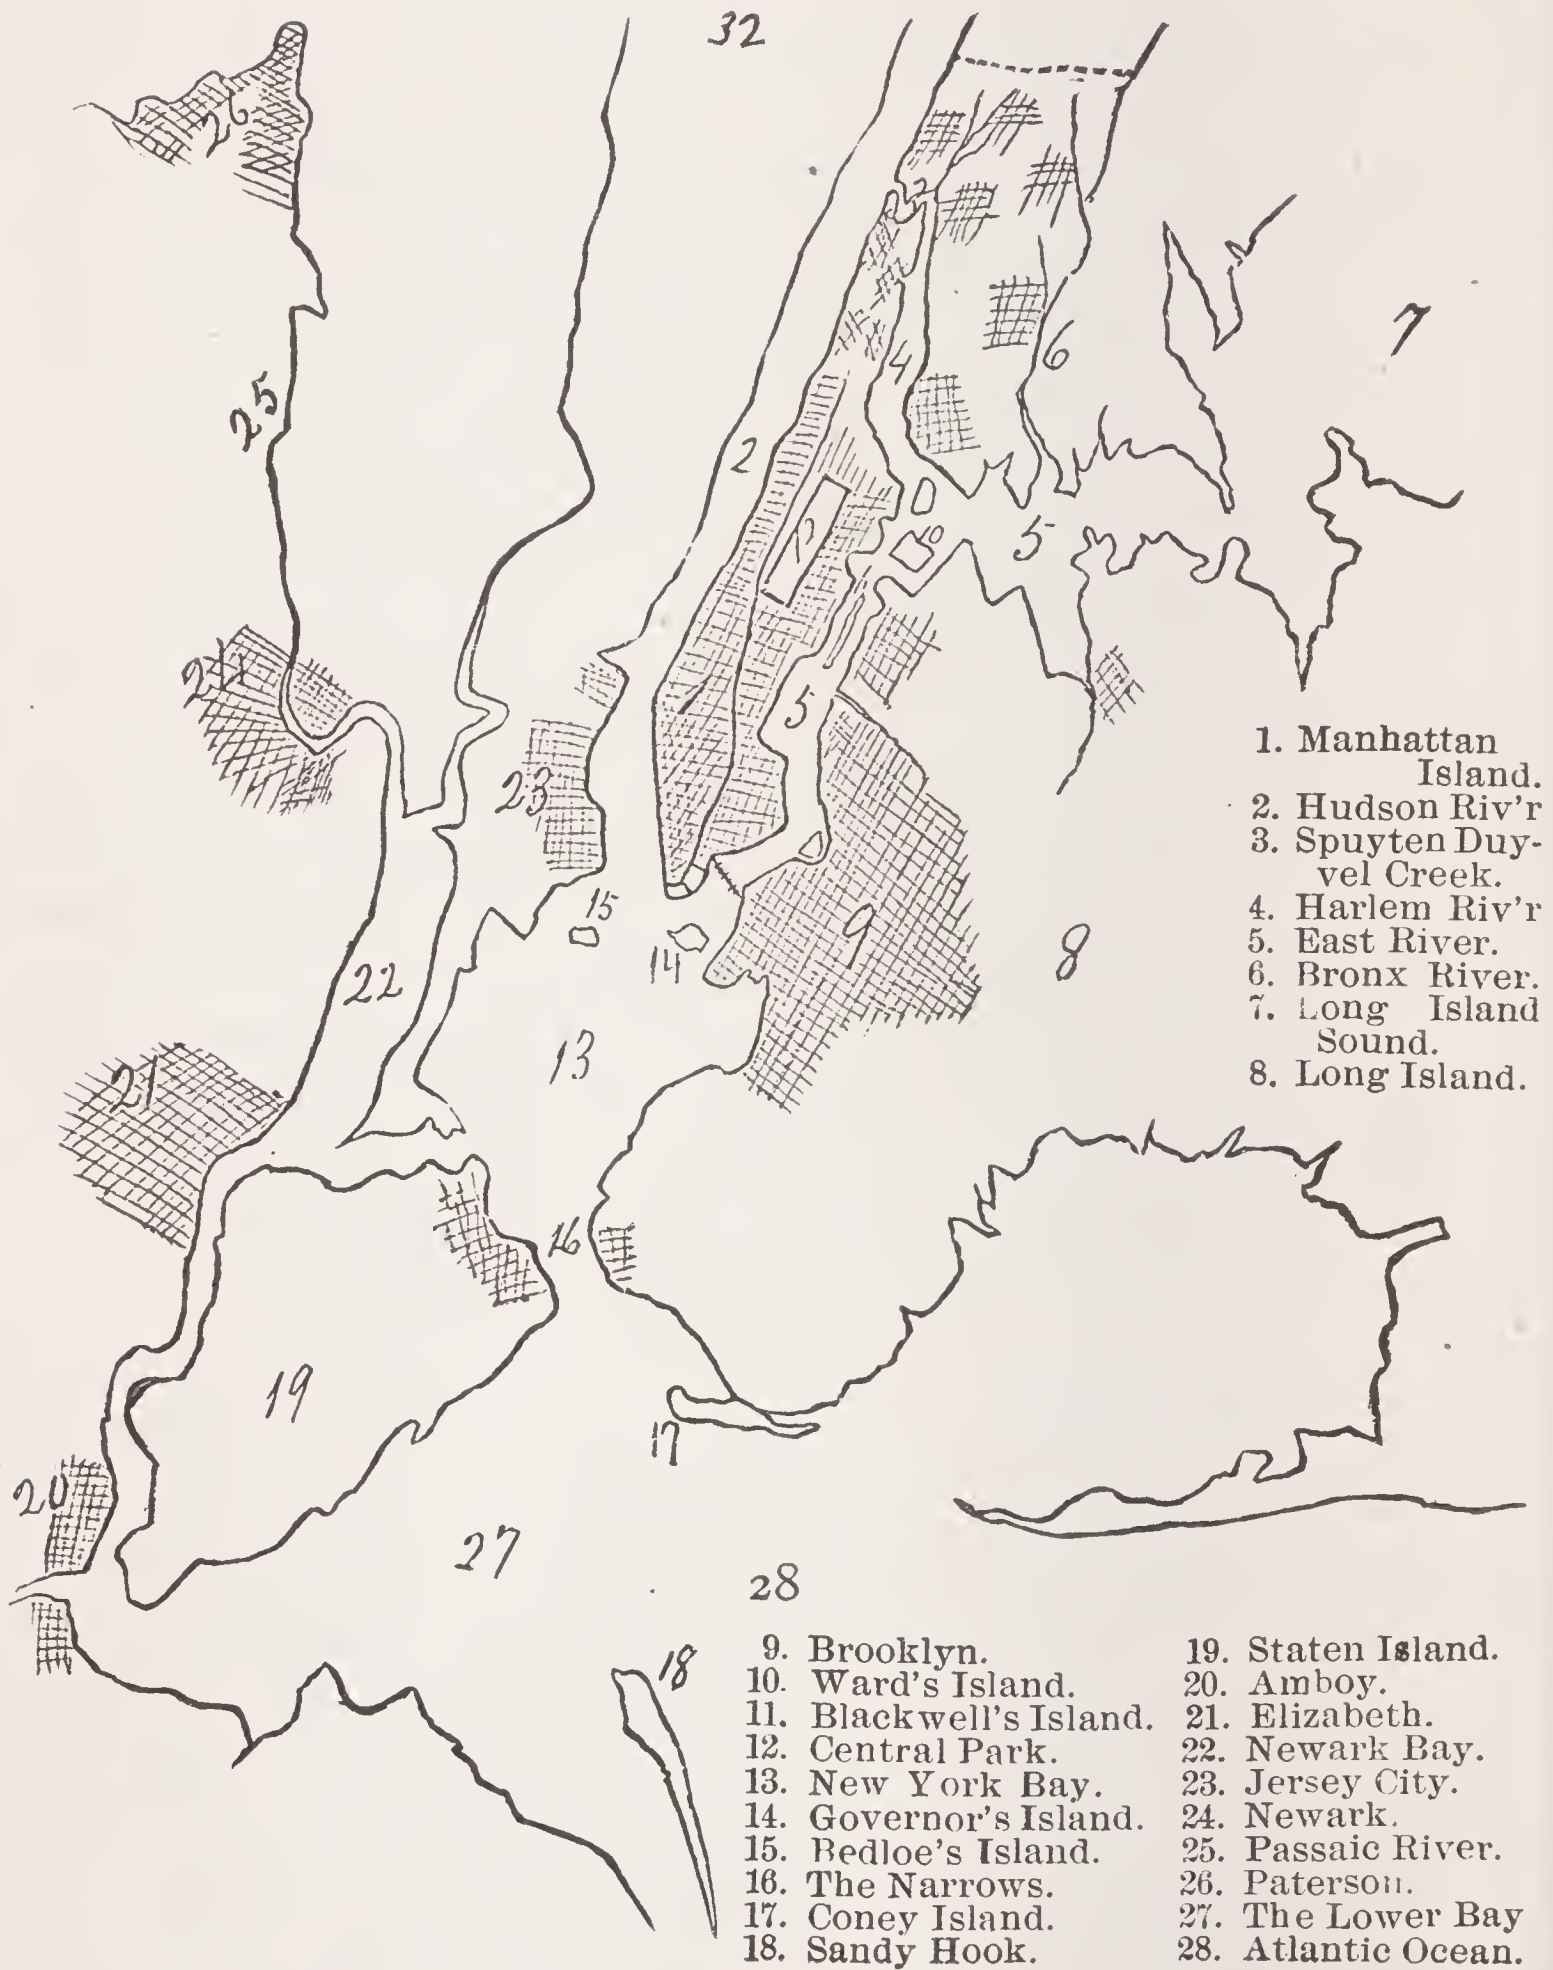 32
26
2
7
4
6
25
2
12
10
5
24
5
23
1. Manhattan
Island.
2. Hudson Riv'r
3. Spuyten Duy-
vel Creek.
4. Harlem Riv'r
5. East River.
6. Bronx River.
7. Long Island
Sound.
8. Long Island.
15
14
9
8
22
13
21
16
19
17
20
27
28
18
9. Brooklyn.
10. Ward's Island.
11. Blackwell's Island.
12. Central Park.
13. New York Bay.
14. Governor's Island.
15. Bedloe's Island.
16. The Narrows.
17. Coney Island.
18. Sandy Hook.
19. Staten Island.
20. Amboy.
21. Elizabeth.
22. Newark Bay.
23. Jersey City.
24. Newark.
25. Passaic River.
26. Paterson.
27. The Lower Bay
28. Atlantic Ocean.